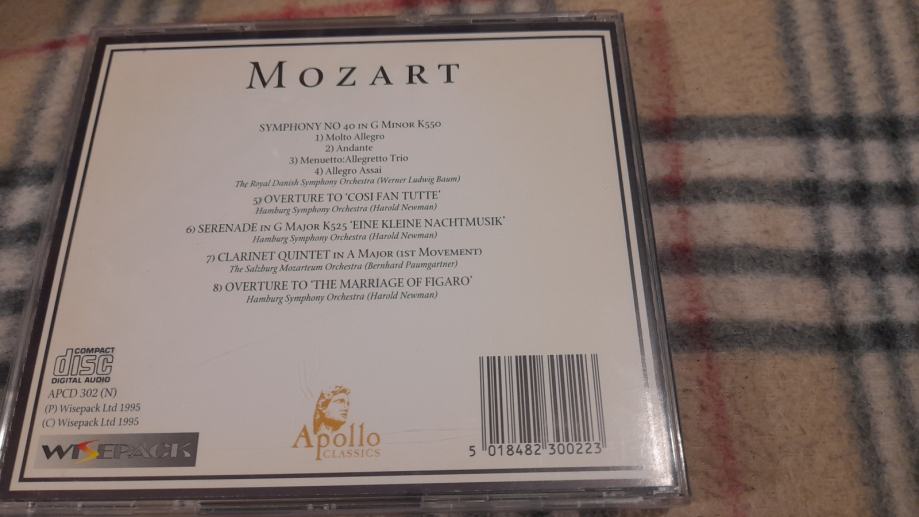 MOZART
SYMPHONY NO 40 IN G MINOR K550
1) Molto Allegro
2) Andante
3) Menuetto:Allegretto Trio
4) Allegro Assai
The Royal Danish Symphony Orchestra (Werner Ludwig Baum)
5) OVERTURE TO 'COSI FAN TUTTE'
Hamburg Symphony Orchestra (Harold Newman)
6) SERENADE IN G MAJOR K525 'EINE KLEINE NACHTMUSIK'
Hamburg Symphony Orchestra (Harold Newman)
7) CLARINET QUINTET IN A MAJOR (1ST MOVEMENT)
The Salzburg Mozarteum Orchestra (Bernhard Paumgartner)
8) OVERTURE TO 'THE MARRIAGE OF FIGARO'
Hamburg Symphony Orchestra (Harold Newman)
COMPACT
disc
DIGITAL AUDIO
APCD 302 (N)
(P) Wisepack Ltd 1995
(C) Wisepack Ltd 1995
WISEPACK
Apollo
CLASSICS
5 018482 300223